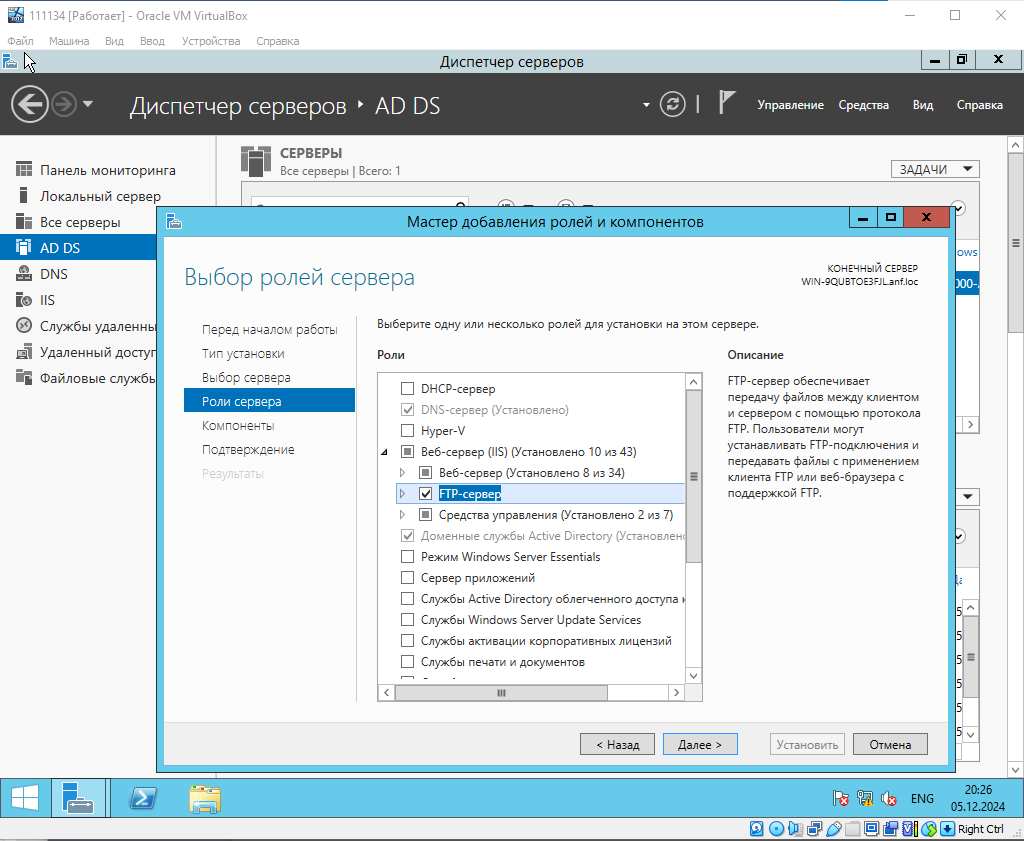 111134 [Работает] - Oracle VM VirtualBox
Файл Машина Вид Ввод Устройства Справка
Диспетчер серверов
Диспетчер серверов AD DS
Управление Средства Вид Справка
Панель мониторинга
Локальный сервер
Все серверы
AD DS
DNS
IIS
Службы удаленны
Удаленный доступ
Файловые службы
СЕРВЕРЫ
Все серверы | Всего: 1
ЗАДАЧИ
Мастер добавления ролей и компонентов
Выбор ролей сервера
КОНЕЧНЫЙ СЕРВЕР
WIN-9QUBTOE3FJL.anf.loc
Перед началом работы
Тип установки
Выбор сервера
Роли сервера
Компоненты
Подтверждение
Результаты
Выберите одну или несколько ролей для установки на этом сервере.
Роли
DHCP-сервер
DNS-сервер (Установлено)
Hyper-V
Веб-сервер (IIS) (Установлено 10 из 43)
Веб-сервер (Установлено 8 из 34)
FTP-сервер
Средства управления (Установлено 2 из 7)
Доменные службы Active Directory (Установлено
Режим Windows Server Essentials
Сервер приложений
Службы Active Directory облегченного доступа к
Службы Windows Server Update Services
Службы активации корпоративных лицензий
Службы печати и документов
Описание
FTP-сервер обеспечивает
передачу файлов между клиентом
и сервером с помощью протокола
FTP. Пользователи могут
устанавливать FTP-подключения и
передавать файлы с применением
клиента FTP или веб-браузера с
поддержкой FTP.
ows
000-
< Назад Далее > Установить Отмена
ENG
20:26
05.12.2024
Right Ctrl